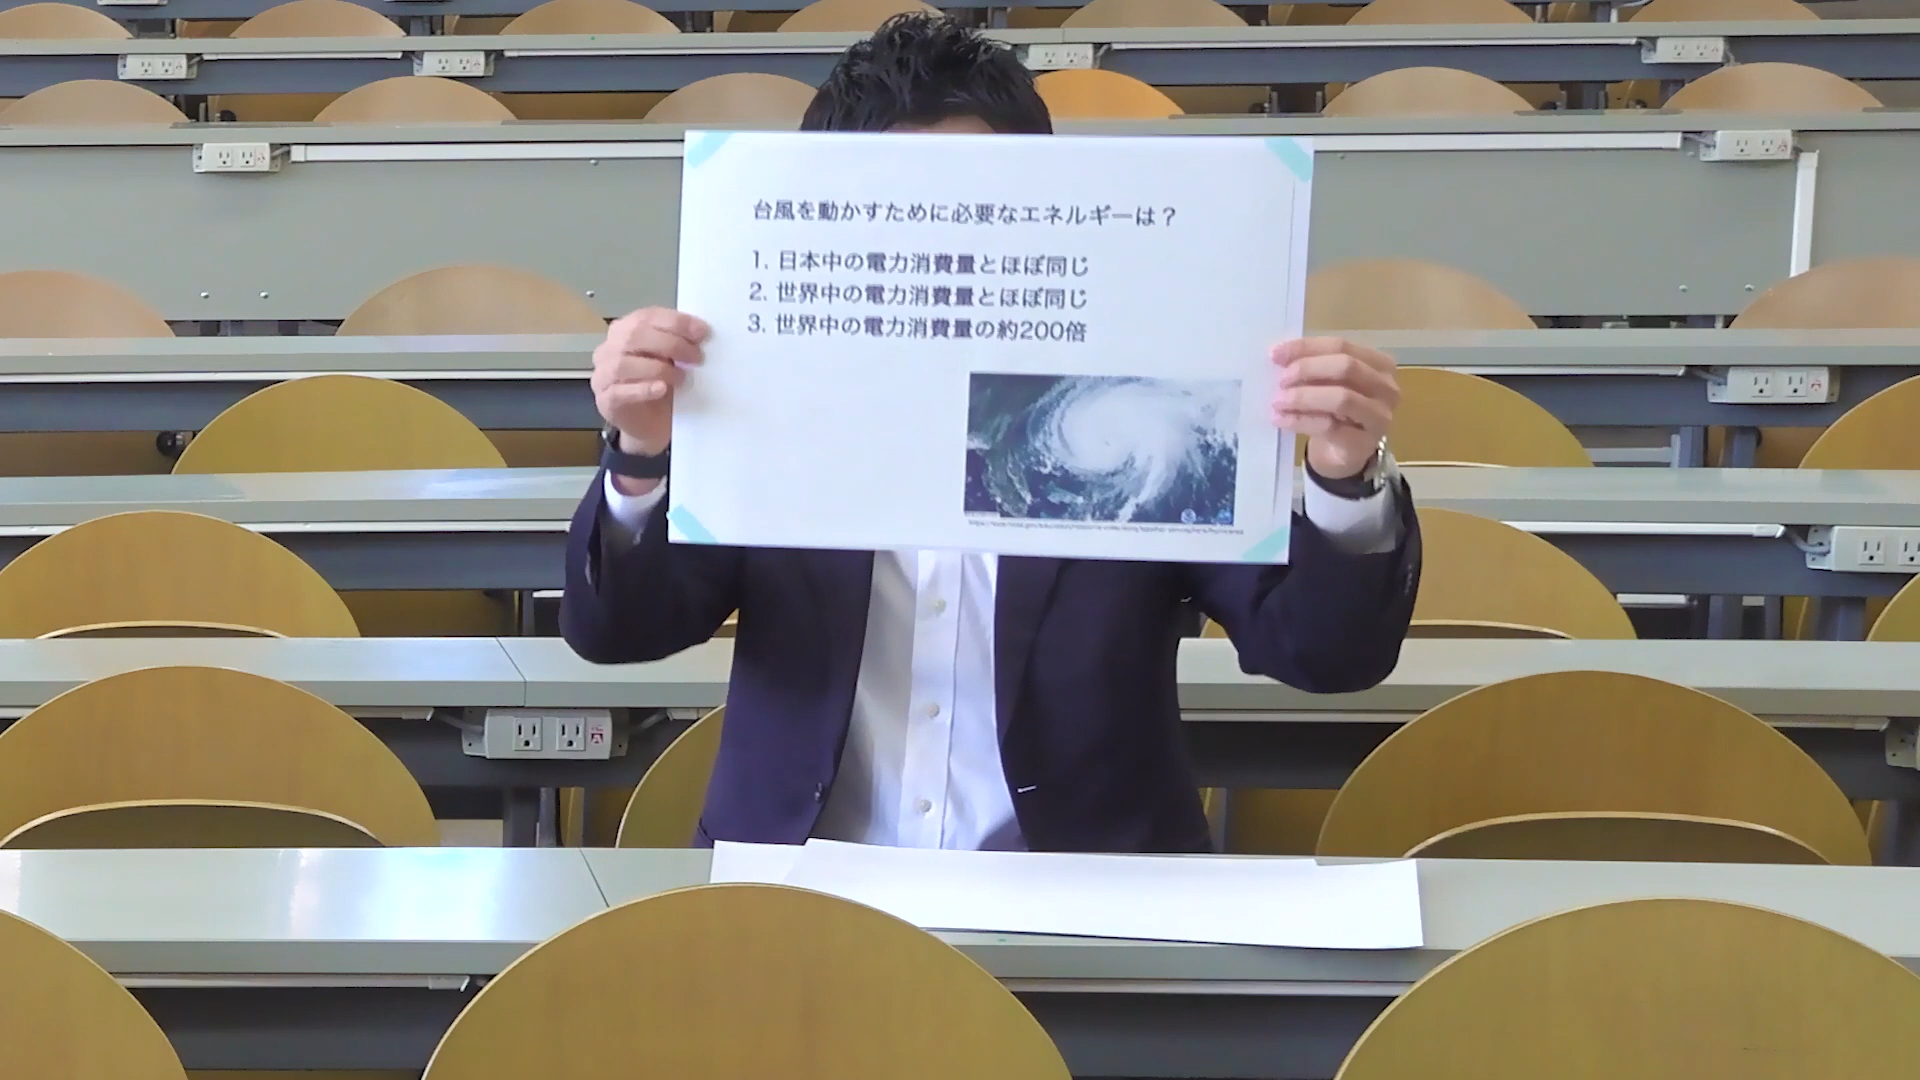 台風を動かすために必要なエネルギーは？
1. 日本中の電力消費量とほぼ同じ
2. 世界中の電力消費量とほぼ同じ
3. 世界中の電力消費量の約200倍